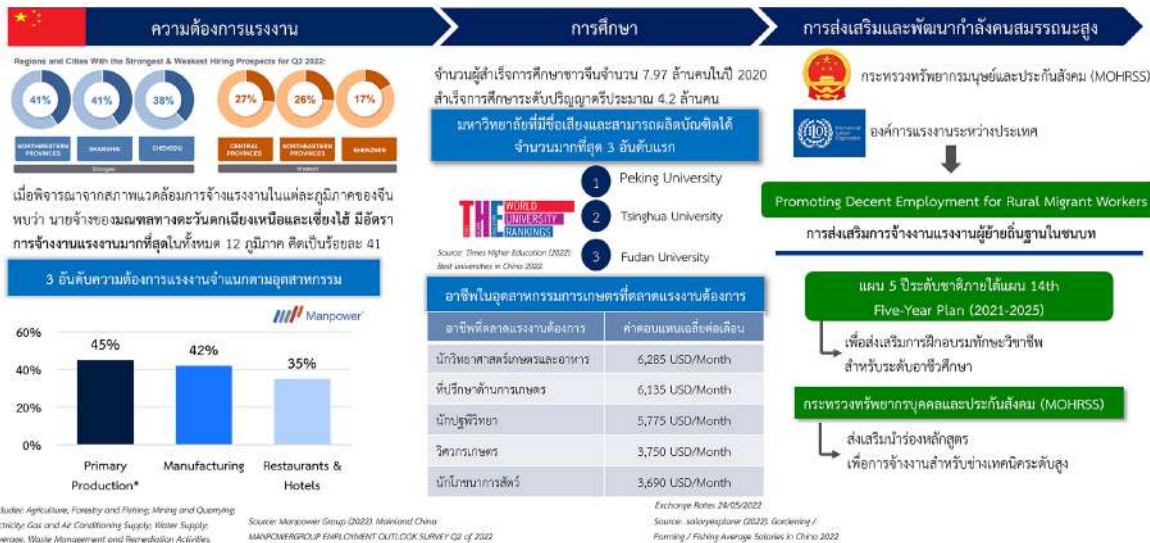 ความต้องการแรงงาน
Regions and Cities With the Strongest & Weakest Hiring Prospects for Q2 2022:
41%
41%
38%
27%
26%
17%
NORTHWESTERN PROVINCES
SHANGHAI
CHENGDU
CENTRAL PROVINCES
NORTHEASTERN PROVINCES
SHENZHEN
Strongest
Weakest
เมื่อพิจารณาจากสภาพแวดล้อมการจ้างแรงงานในแต่ละภูมิภาคของจีน
พบว่า นายจ้างของมณฑลทางตะวันตกเฉียงเหนือและเซี่ยงไฮ้ มีอัตรา
การจ้างงานแรงงานมากที่สุดในทั้งหมด 12 ภูมิภาค คิดเป็นร้อยละ 41
3 อันดับความต้องการแรงงานจำแนกตามอุตสาหกรรม
Manpower
60%
40%
20%
0%
45%
42%
35%
Primary
Production*
Manufacturing
Restaurants &
Hotels
Agriculture, Forestry and Fishing; Mining and Quarrying;
Gas and Air Conditioning Supply; Water Supply;
Waste Management and Remediation Activities.
Source: Manpower Group (2022). Mainland China
MANPOWERGROUP EMPLOYMENT OUTLOOK SURVEY Q2 of 2022
การศึกษา
จำนวนผู้สำเร็จการศึกษาชาวจีนจำนวน 7.97 ล้านคนในปี 2020
สำเร็จการศึกษาระดับปริญญาตรีประมาณ 4.2 ล้านคน
มหาวิทยาลัยที่มีชื่อเสียงและสามารถผลิตบัณฑิตได้
จำนวนมากที่สุด 3 อันดับแรก
THE WORLD UNIVERSITY RANKINGS
1 Peking University
2 Tsinghua University
3 Fudan University
Source: Times Higher Education (2022).
Best universities in China 2022
อาชีพในอุตสาหกรรมการเกษตรที่ตลาดแรงงานต้องการ
อาชีพที่ตลาดแรงงานต้องการ ค่าตอบแทนเฉลี่ยต่อเดือน
นักวิทยาศาสตร์เกษตรและอาหาร 6,285 USD/Month
ที่ปรึกษาด้านการเกษตร 6,135 USD/Month
นักปฐพีวิทยา 5,775 USD/Month
วิศวกรเกษตร 3,750 USD/Month
นักโภชนาการสัตว์ 3,690 USD/Month
Exchange Rates 24/05/2022
Source: salaryexplorer (2022). Gardening /
Farming / Fishing Average Salaries in China 2022
การส่งเสริมและพัฒนากำลังคนสมรรถนะสูง
กระทรวงทรัพยากรมนุษย์และประกันสังคม (MOHRSS)
International Labour Organization
องค์การแรงงานระหว่างประเทศ
Promoting Decent Employment for Rural Migrant Workers
การส่งเสริมการจ้างงานแรงงานผู้ย้ายถิ่นฐานในชนบท
แผน 5 ปีระดับชาติภายใต้แผน 14th
Five-Year Plan (2021-2025)
เพื่อส่งเสริมการฝึกอบรมทักษะวิชาชีพ
สำหรับระดับอาชีวศึกษา
กระทรวงทรัพยากรบุคคลและประกันสังคม (MOHRSS)
ส่งเสริมนำร่องหลักสูตร
เพื่อการจ้างงานสำหรับช่างเทคนิคระดับสูง